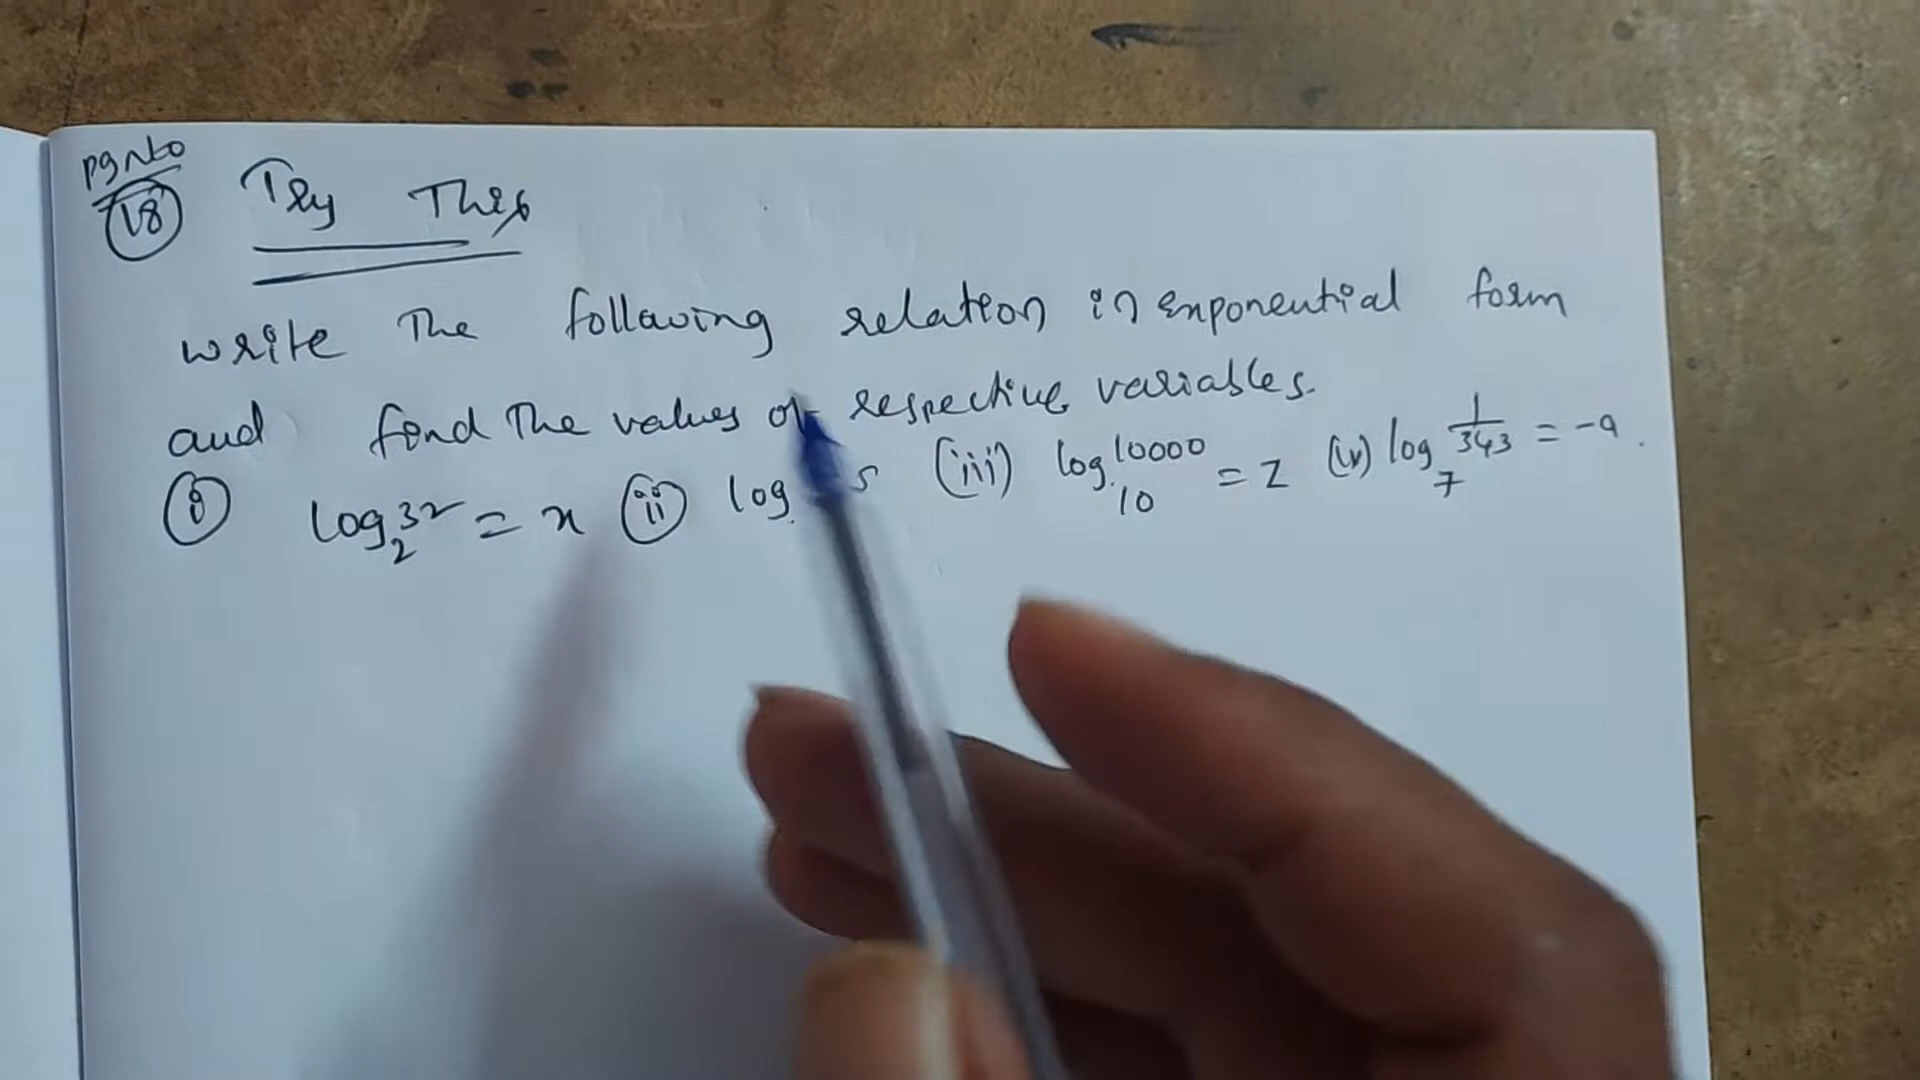 pg no
18 Try This
write The following relation in exponential form
and find The values of respective variables.
(i) log₂32 = x (ii) log (iii) log₁₀10000 = z (iv) log₇ 1/343 = -a.